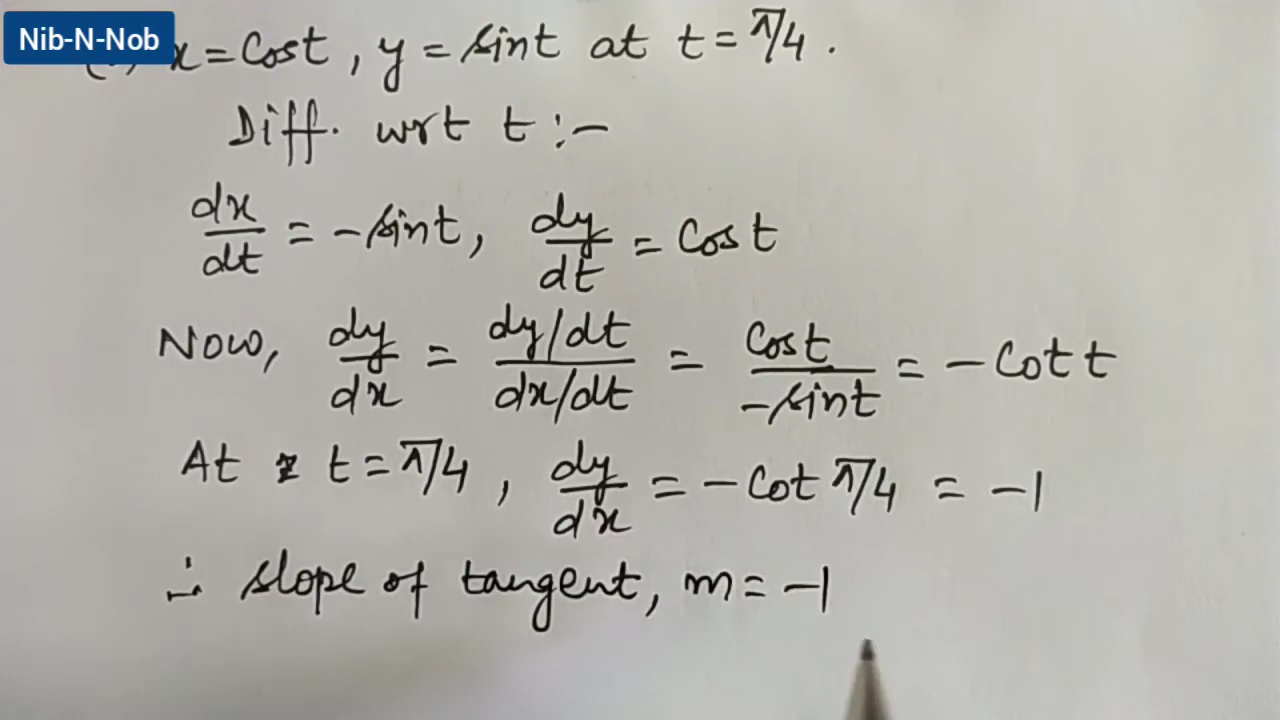 Nib-N-Nob
x = Cost, y = sint at t = π/4.
Diff. wrt t :-
dx/dt = - sint, dy/dt = Cost
Now, dy/dx = (dy/dt)/(dx/dt) = Cost/-sint = - Cott
At t = π/4, dy/dx = - Cot π/4 = -1
∴ slope of tangent, m = -1